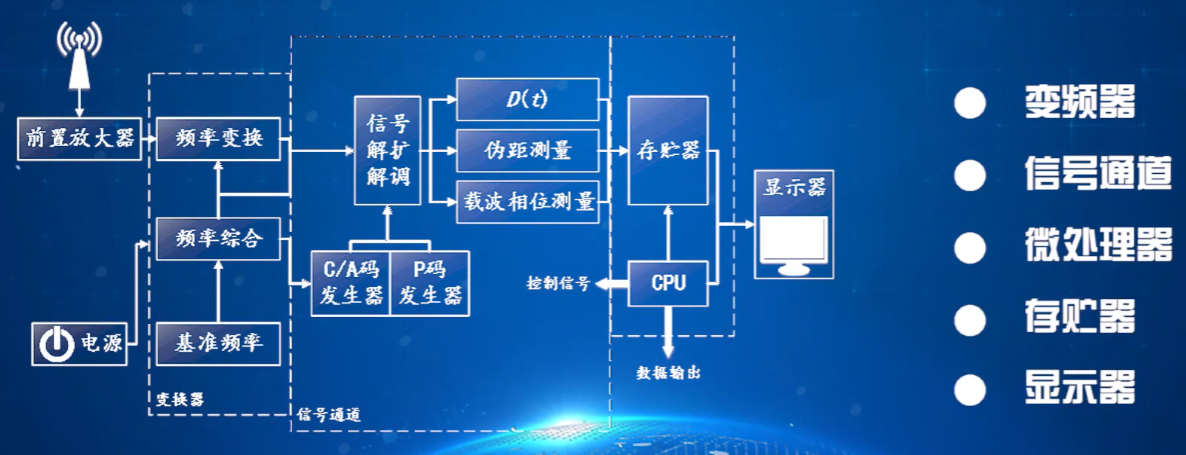 前置放大器
频率变换
频率综合
基准频率
电源
变换器
信号
解扩
解调
C/A码
发生器
P码
发生器
D(t)
伪距测量
载波相位测量
信号通道
存贮器
CPU
控制信号
数据输出
显示器
变频器
信号通道
微处理器
存贮器
显示器